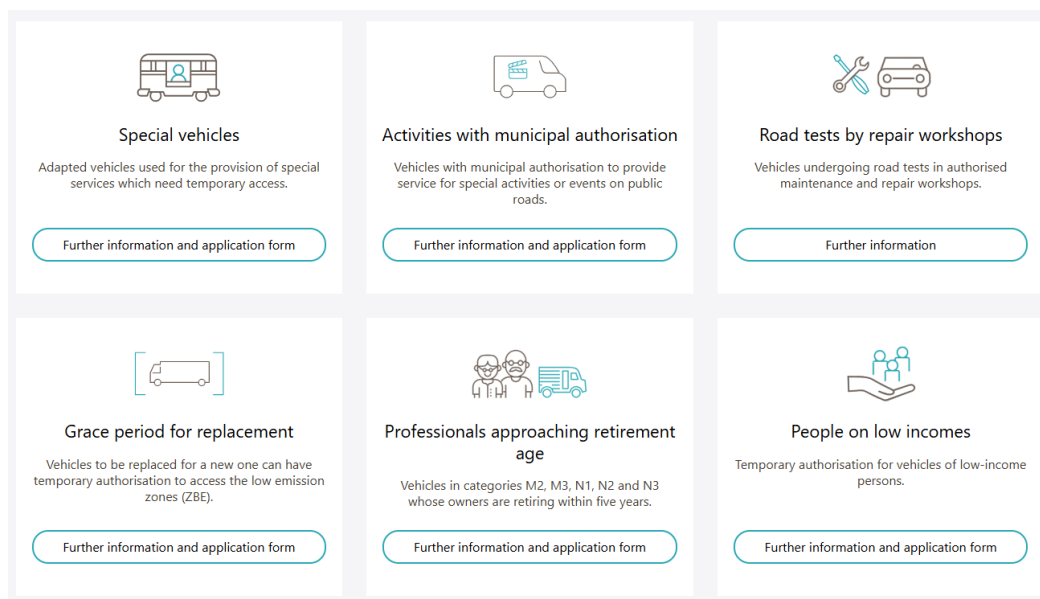 Special vehicles
Adapted vehicles used for the provision of special
services which need temporary access.
Further information and application form
Activities with municipal authorisation
Vehicles with municipal authorisation to provide
service for special activities or events on public
roads.
Further information and application form
Road tests by repair workshops
Vehicles undergoing road tests in authorised
maintenance and repair workshops.
Further information
Grace period for replacement
Vehicles to be replaced for a new one can have
temporary authorisation to access the low emission
zones (ZBE).
Further information and application form
Professionals approaching retirement
age
Vehicles in categories M2, M3, N1, N2 and N3
whose owners are retiring within five years.
Further information and application form
People on low incomes
Temporary authorisation for vehicles of low-income
persons.
Further information and application form